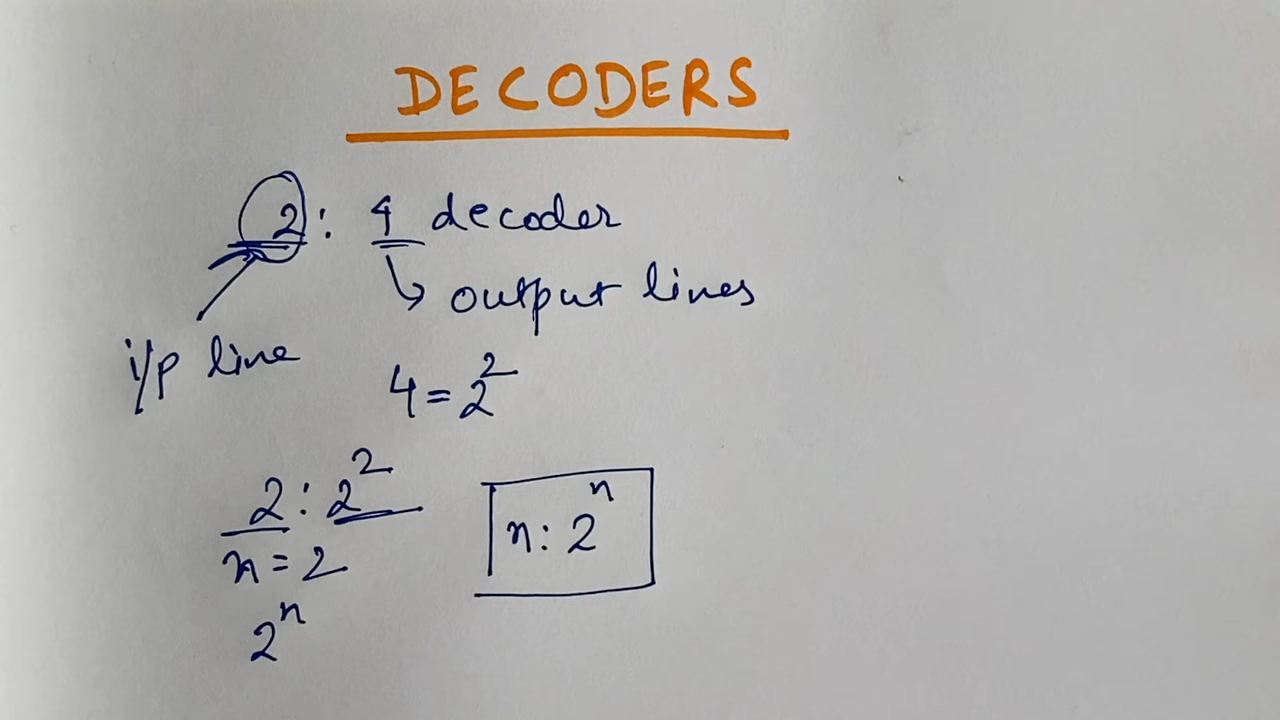 DECODERS
2 : 4 decoder
output lines
i/p line
4 = 2²
2 : 2²
n = 2
2ⁿ
n : 2ⁿ